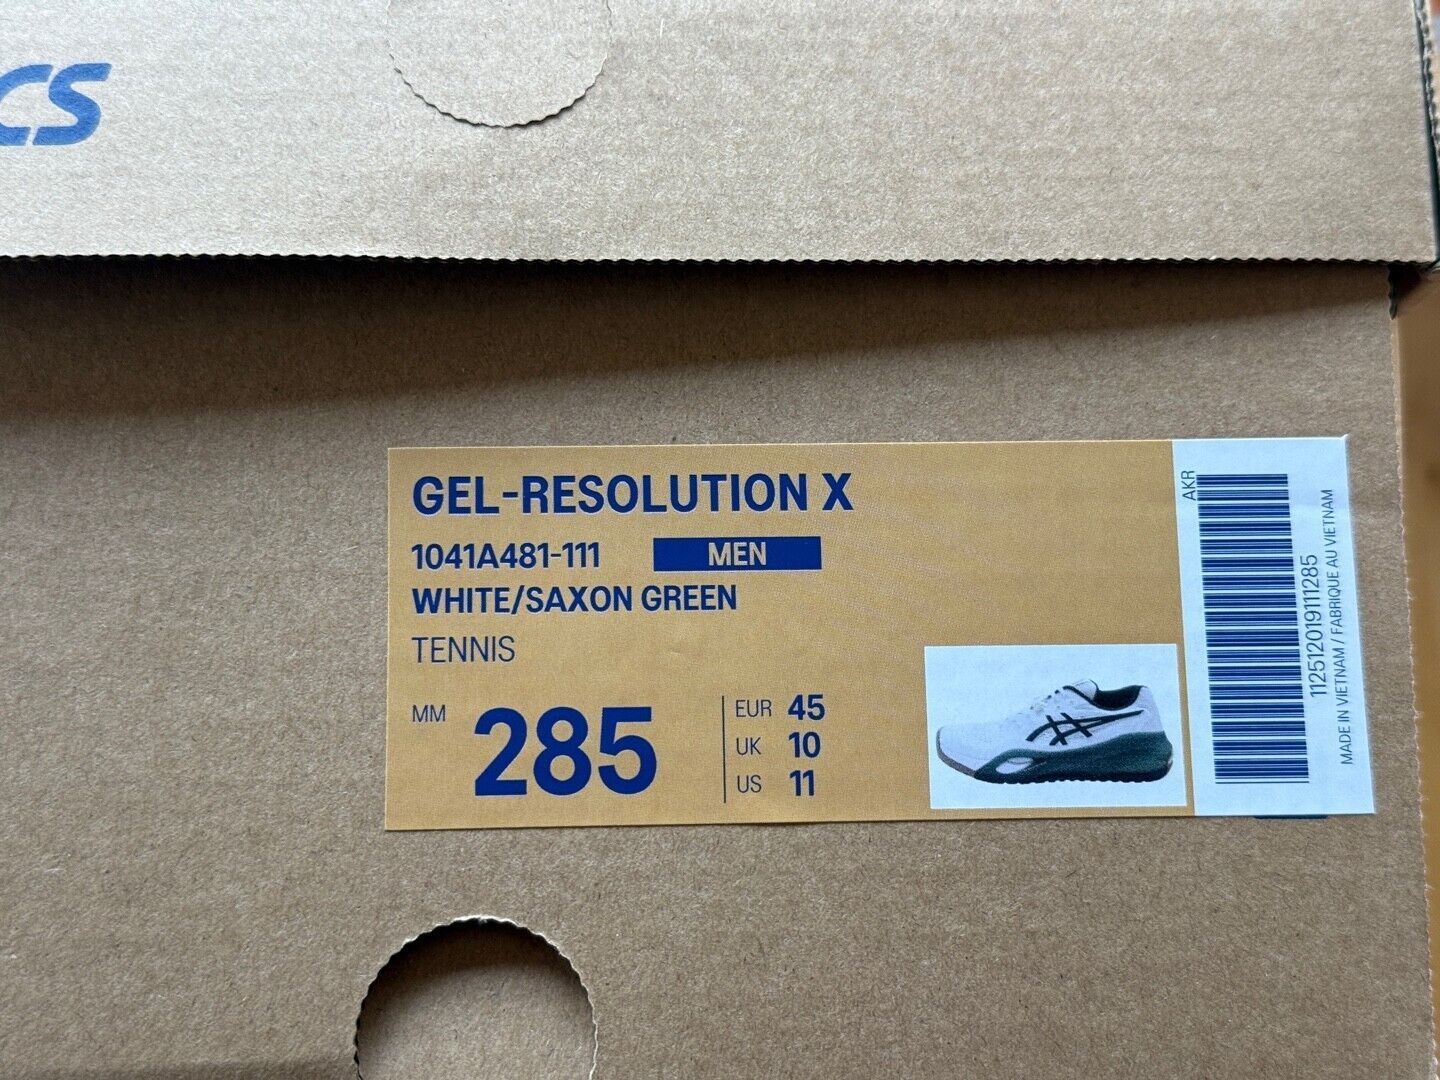 CS
GEL-RESOLUTION X
1041A481-111 MEN
WHITE/SAXON GREEN
TENNIS
MM 285
EUR 45
UK 10
US 11
AKR
1125120191111285
MADE IN VIETNAM / FABRIQUE AU VIETNAM